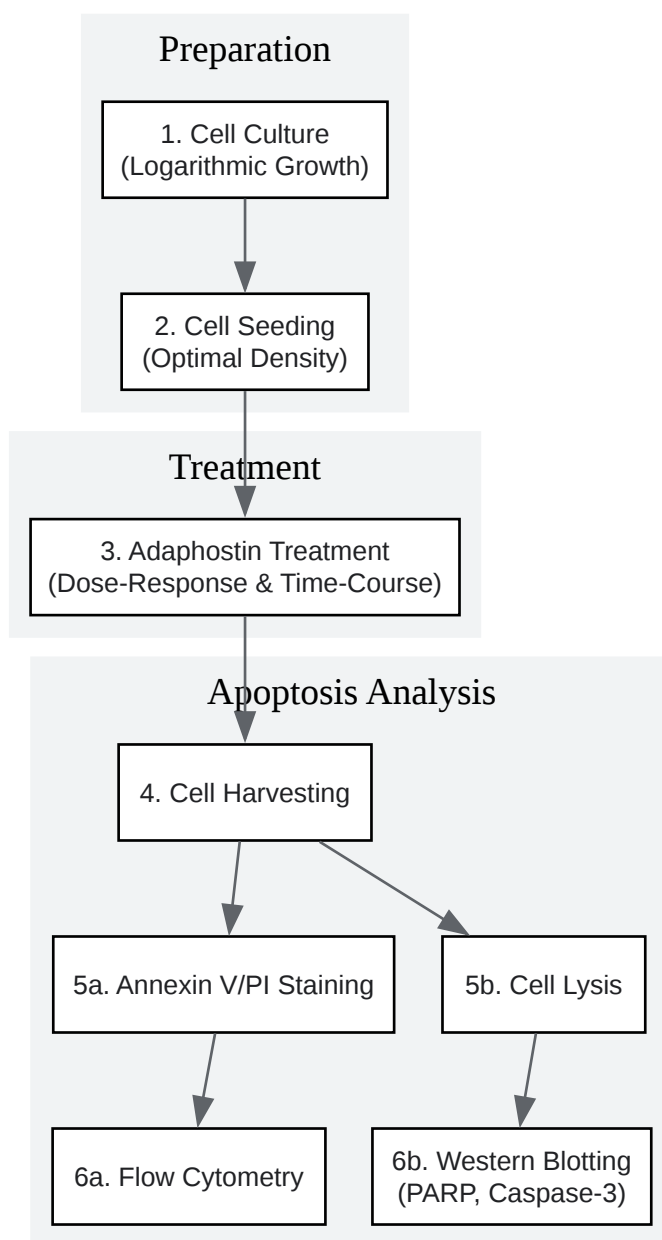 Preparation
1. Cell Culture
(Logarithmic Growth)
2. Cell Seeding
(Optimal Density)
Treatment
3. Adaphostin Treatment
(Dose-Response & Time-Course)
Apoptosis Analysis
4. Cell Harvesting
5a. Annexin V/PI Staining
5b. Cell Lysis
6a. Flow Cytometry
6b. Western Blotting
(PARP, Caspase-3)